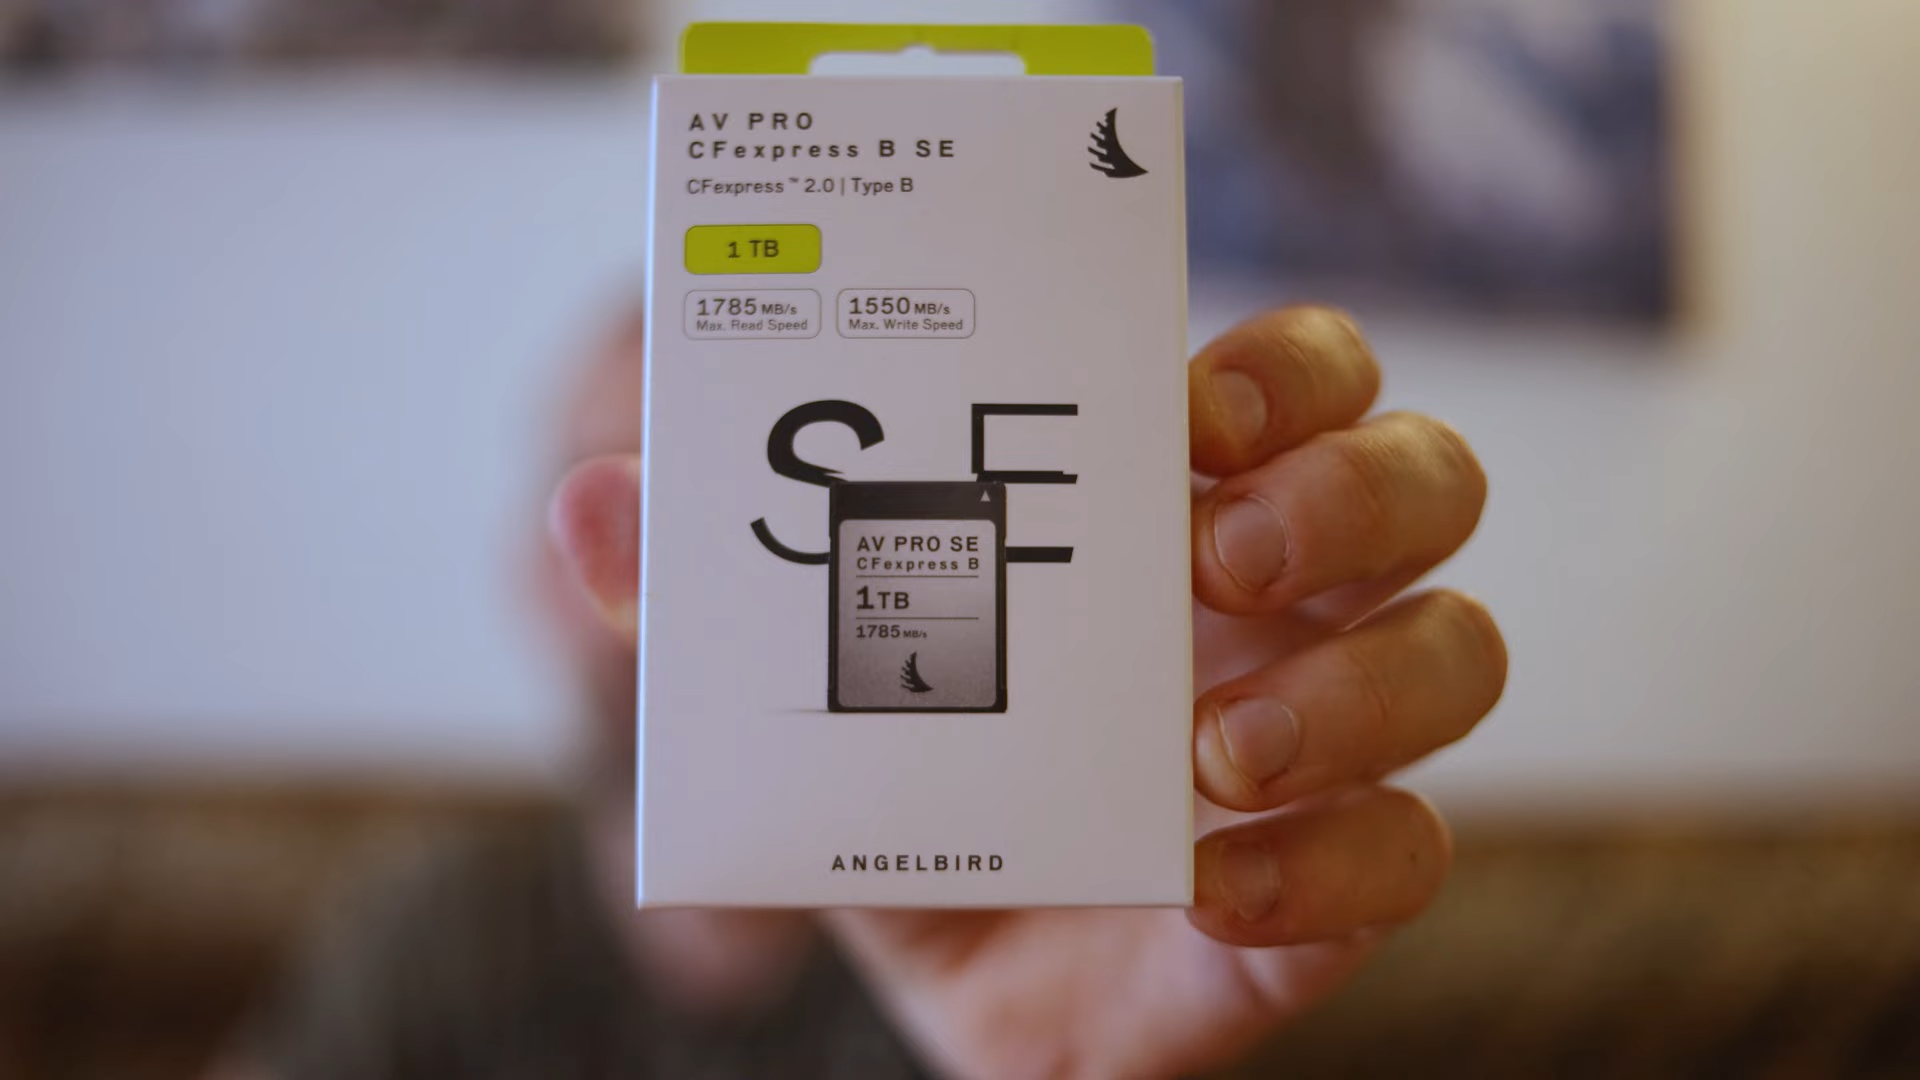 AV PRO
CFexpress B SE
CFexpress™ 2.0 | Type B
1 TB
1785 MB/s
Max. Read Speed
1550 MB/s
Max. Write Speed
SE
AV PRO SE
CFexpress B
1TB
1785 MB/s
ANGELBIRD